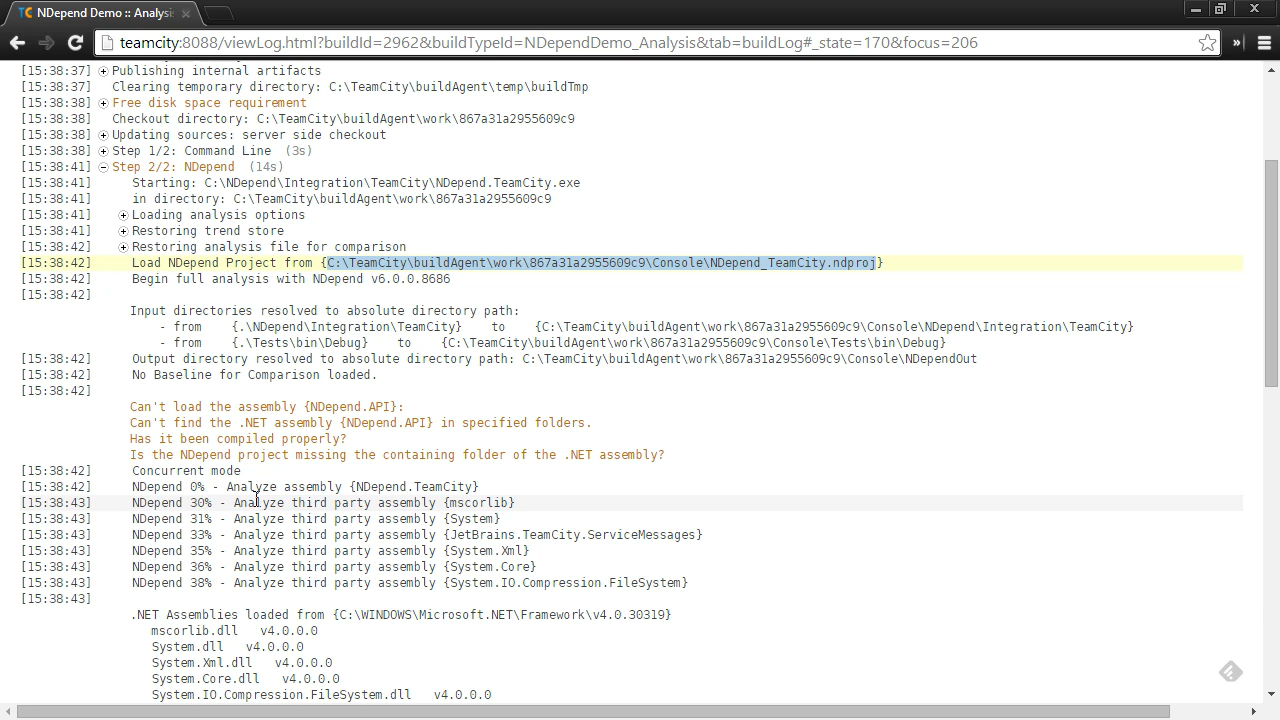 NDepend Demo :: Analysi
teamcity:8088/viewLog.html?buildId=2962&buildTypeId=NDependDemo_Analysis&tab=buildLog#_state=170&focus=206
[15:38:37] Publishing internal artifacts
[15:38:37] Clearing temporary directory: C:\TeamCity\buildAgent\temp\buildTmp
[15:38:38] Free disk space requirement
[15:38:38] Checkout directory: C:\TeamCity\buildAgent\work\867a31a2955609c9
[15:38:38] Updating sources: server side checkout
[15:38:38] Step 1/2: Command Line (3s)
[15:38:41] Step 2/2: NDepend (14s)
[15:38:41] Starting: C:\NDepend\Integration\TeamCity\NDepend.TeamCity.exe
[15:38:41] in directory: C:\TeamCity\buildAgent\work\867a31a2955609c9
[15:38:41] Loading analysis options
[15:38:41] Restoring trend store
[15:38:42] Restoring analysis file for comparison
[15:38:42] Load NDepend Project from {C:\TeamCity\buildAgent\work\867a31a2955609c9\Console\NDepend_TeamCity.ndproj}
[15:38:42] Begin full analysis with NDepend v6.0.0.8686
[15:38:42]
Input directories resolved to absolute directory path:
- from {.\NDepend\Integration\TeamCity} to {C:\TeamCity\buildAgent\work\867a31a2955609c9\Console\NDepend\Integration\TeamCity}
- from {.\Tests\bin\Debug} to {C:\TeamCity\buildAgent\work\867a31a2955609c9\Console\Tests\bin\Debug}
[15:38:42] Output directory resolved to absolute directory path: C:\TeamCity\buildAgent\work\867a31a2955609c9\Console\NDependOut
[15:38:42] No Baseline for Comparison loaded.
[15:38:42]
Can't load the assembly {NDepend.API}:
Can't find the .NET assembly {NDepend.API} in specified folders.
Has it been compiled properly?
Is the NDepend project missing the containing folder of the .NET assembly?
[15:38:42] Concurrent mode
[15:38:42] NDepend 0% - Analyze assembly {NDepend.TeamCity}
[15:38:43] NDepend 30% - Analyze third party assembly {mscorlib}
[15:38:43] NDepend 31% - Analyze third party assembly {System}
[15:38:43] NDepend 33% - Analyze third party assembly {JetBrains.TeamCity.ServiceMessages}
[15:38:43] NDepend 35% - Analyze third party assembly {System.Xml}
[15:38:43] NDepend 36% - Analyze third party assembly {System.Core}
[15:38:43] NDepend 38% - Analyze third party assembly {System.IO.Compression.FileSystem}
[15:38:43]
.NET Assemblies loaded from {C:\WINDOWS\Microsoft.NET\Framework\v4.0.30319}
mscorlib.dll v4.0.0.0
System.dll v4.0.0.0
System.Xml.dll v4.0.0.0
System.Core.dll v4.0.0.0
System.IO.Compression.FileSystem.dll v4.0.0.0